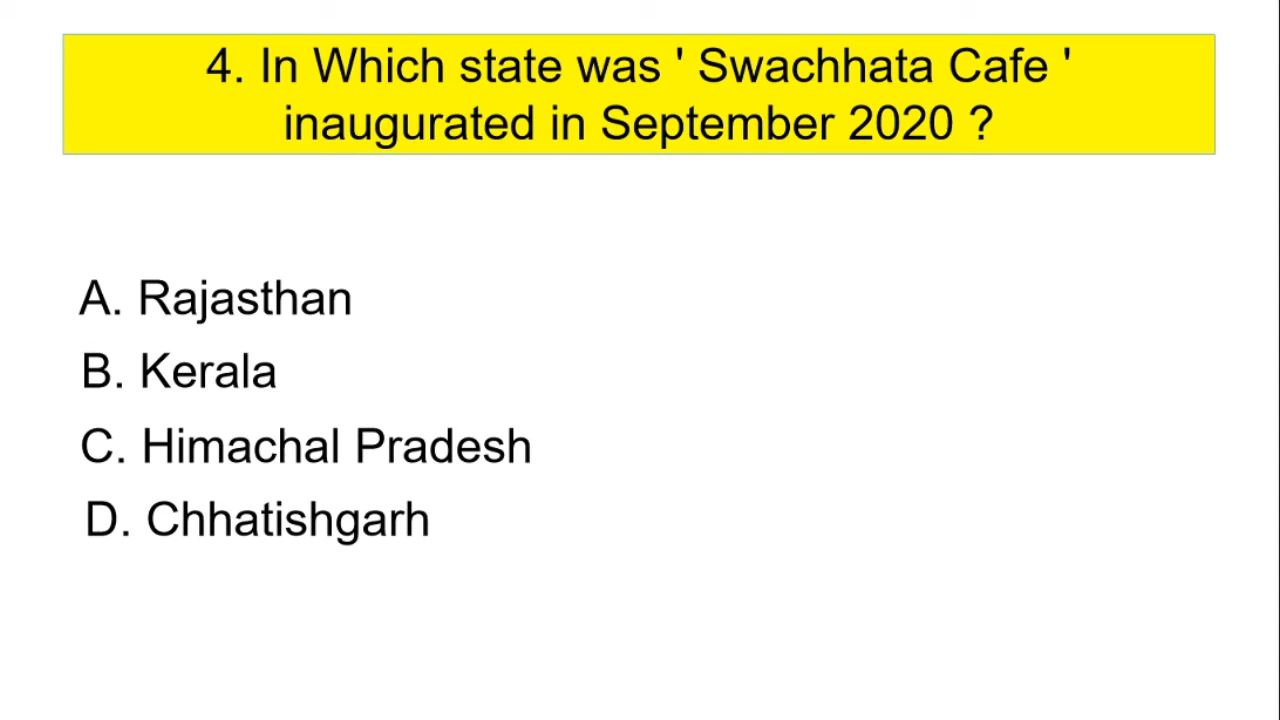 4. In Which state was ' Swachhata Cafe '
inaugurated in September 2020 ?
A. Rajasthan
B. Kerala
C. Himachal Pradesh
D. Chhatishgarh